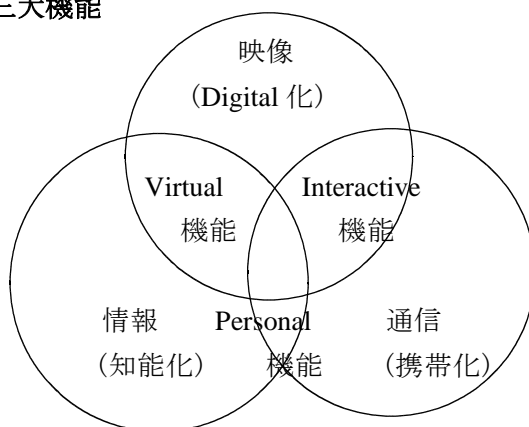 三大機能
映像
（Digital 化）
Virtual
機能
Interactive
機能
情報
（知能化）
Personal
機能
通信
（携帯化）